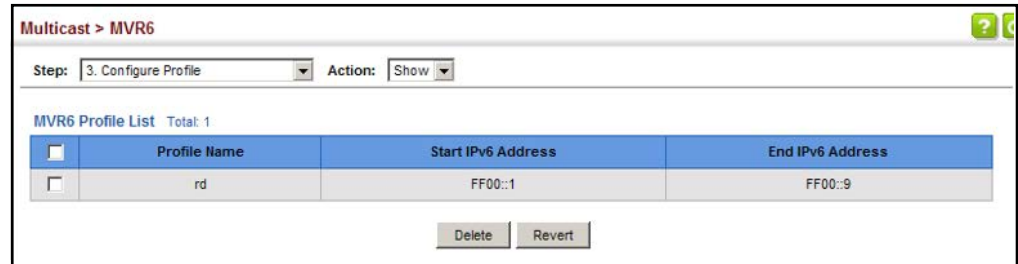 Multicast > MVR6 ?
Step: 3. Configure Profile Action: Show
MVR6 Profile List Total: 1
Profile Name Start IPv6 Address End IPv6 Address
rd FF00::1 FF00::9
Delete Revert